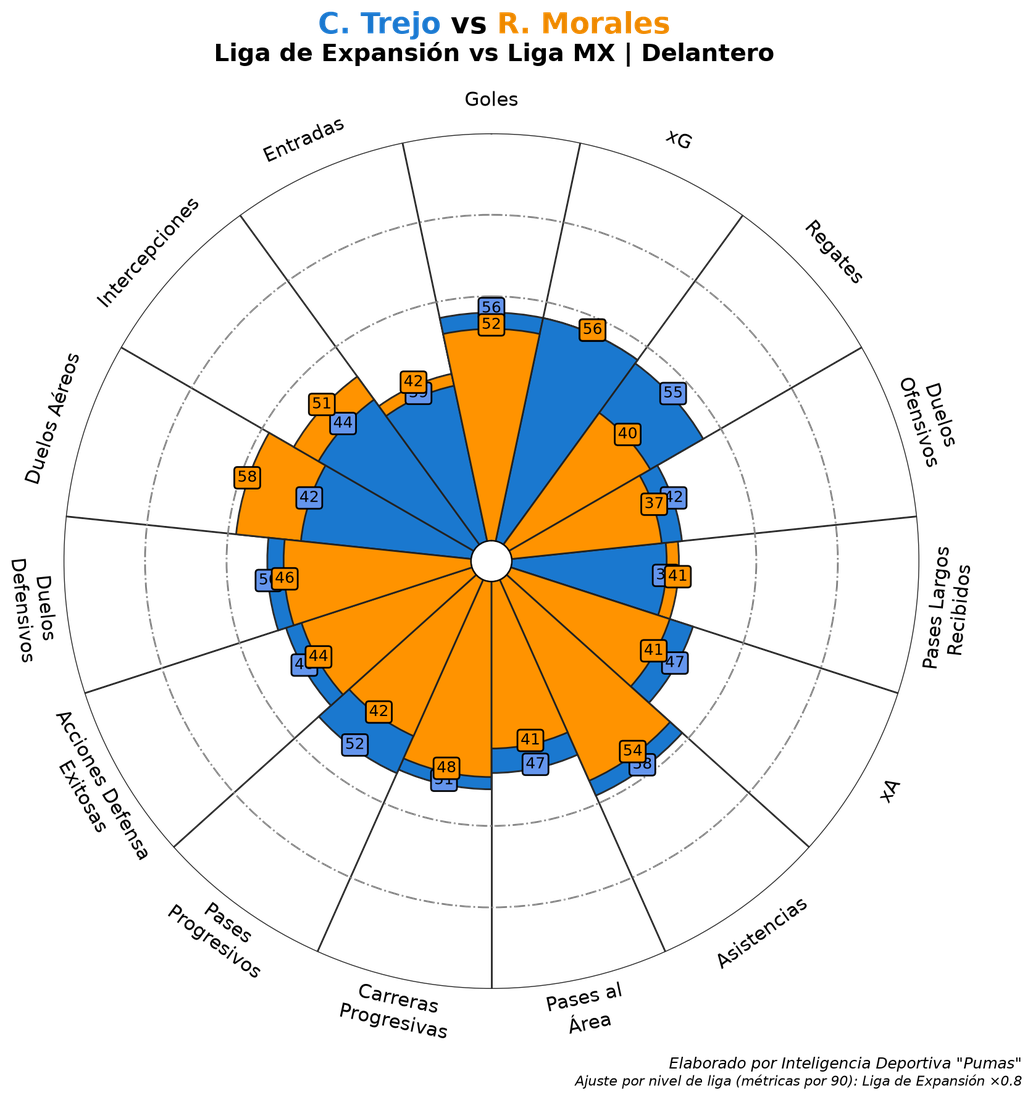 C. Trejo vs R. Morales
Liga de Expansión vs Liga MX | Delantero
Goles
xG
Regates
Duelos
Ofensivos
Pases Largos
Recibidos
xA
Asistencias
Pases al
Área
Carreras
Progresivas
Pases
Progresivos
Acciones Defensa
Exitosas
Duelos
Defensivos
Duelos Aéreos
Intercepciones
Entradas
56
52
56
55
40
42
37
41
41
47
54
47
41
48
52
42
44
46
58
42
51
44
42
Elaborado por Inteligencia Deportiva "Pumas"
Ajuste por nivel de liga (métricas por 90): Liga de Expansión ×0.8